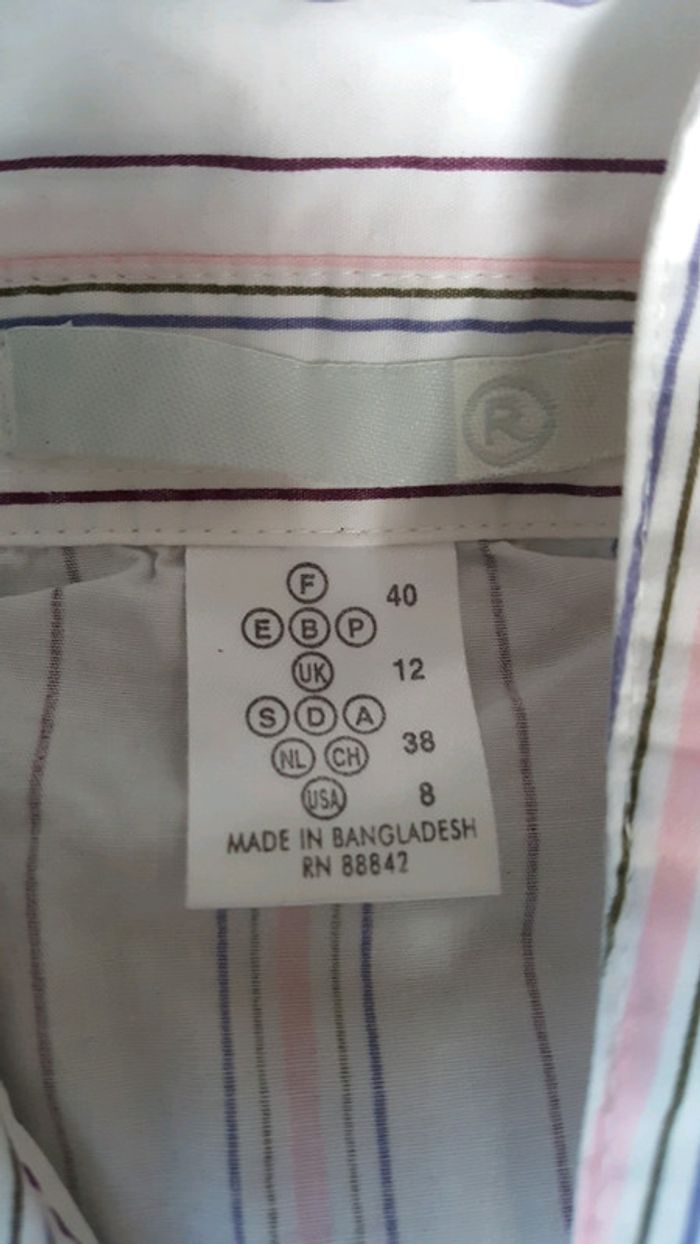 R
F 40
E B P
UK 12
S D A
NL CH 38
USA 8
MADE IN BANGLADESH
RN 88842